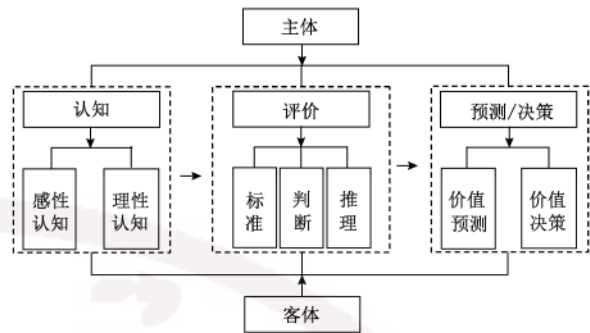 主体
认知
评价
预测/决策
感性
认知
理性
认知
标
准
判
断
推
理
价值
预测
价值
决策
客体